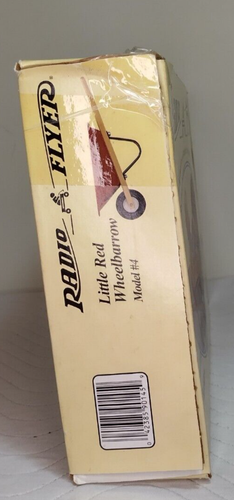 RADIO FLYER®
Little Red
Wheelbarrow
Model #4